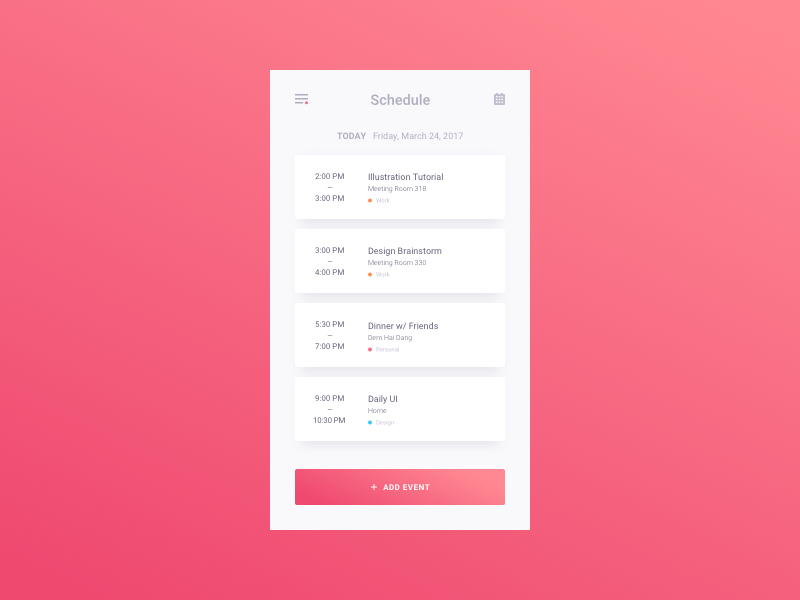 Schedule
TODAY Friday, March 24, 2017
2:00 PM
–
3:00 PM
Illustration Tutorial
Meeting Room 318
Work
3:00 PM
–
4:00 PM
Design Brainstorm
Meeting Room 330
Work
5:30 PM
–
7:00 PM
Dinner w/ Friends
Dem Hai Dang
Personal
9:00 PM
–
10:30 PM
Daily UI
Home
Design
+ ADD EVENT